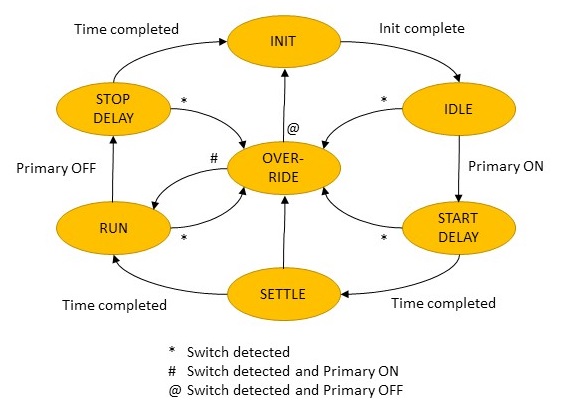 Time completed
INIT
Init complete
STOP
DELAY
*
*
IDLE
@
Primary OFF
#
OVER-
RIDE
Primary ON
RUN
*
*
START
DELAY
Time completed
SETTLE
Time completed
* Switch detected
# Switch detected and Primary ON
@ Switch detected and Primary OFF